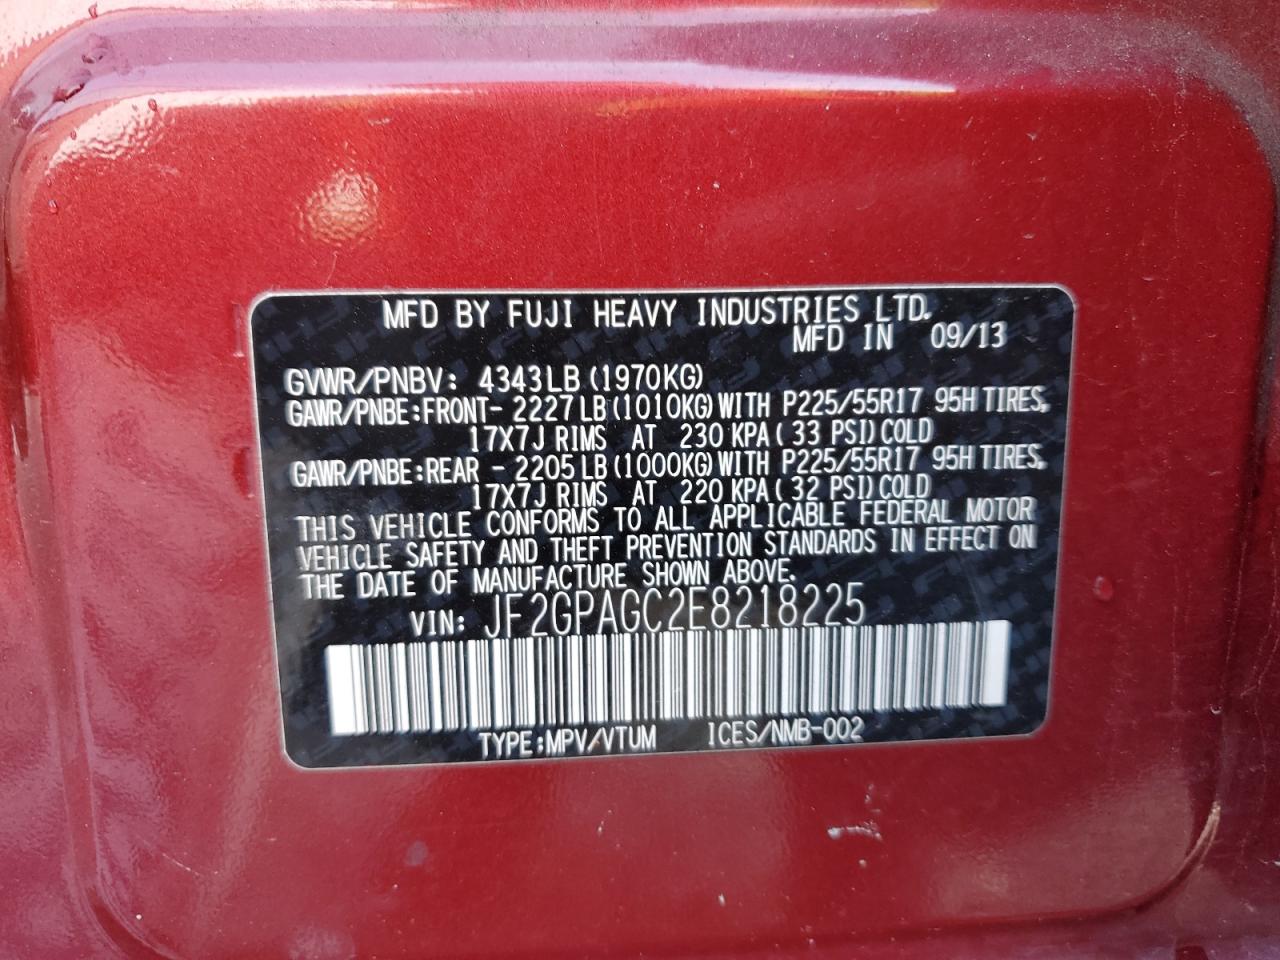 MFD BY FUJI HEAVY INDUSTRIES LTD.
MFD IN 09/13
GVWR/PNBV: 4343LB (1970KG)
GAWR/PNBE:FRONT- 2227LB (1010KG) WITH P225/55R17 95H TIRES,
17X7J RIMS AT 230 KPA (33 PSI) COLD
GAWR/PNBE:REAR - 2205LB (1000KG) WITH P225/55R17 95H TIRES,
17X7J RIMS AT 220 KPA (32 PSI) COLD
THIS VEHICLE CONFORMS TO ALL APPLICABLE FEDERAL MOTOR
VEHICLE SAFETY AND THEFT PREVENTION STANDARDS IN EFFECT ON
THE DATE OF MANUFACTURE SHOWN ABOVE.
VIN: JF2GPAGC2E8218225
TYPE:MPV/VTUM ICES/NMB-002